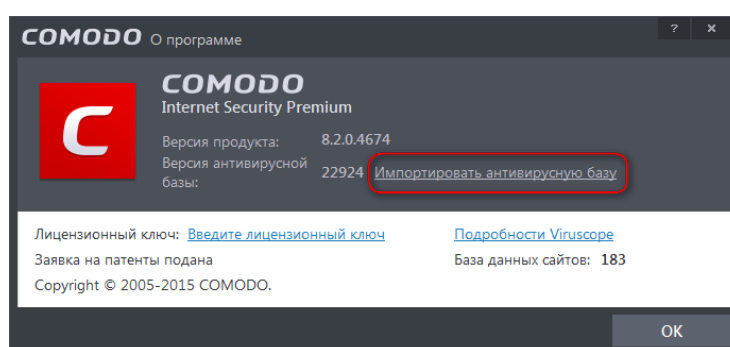 COMODO О программе
? x
C
COMODO
Internet Security Premium
Версия продукта: 8.2.0.4674
Версия антивирусной базы: 22924 Импортировать антивирусную базу
Лицензионный ключ: Введите лицензионный ключ
Подробности Viruscope
Заявка на патенты подана
База данных сайтов: 183
Copyright © 2005-2015 COMODO.
OK